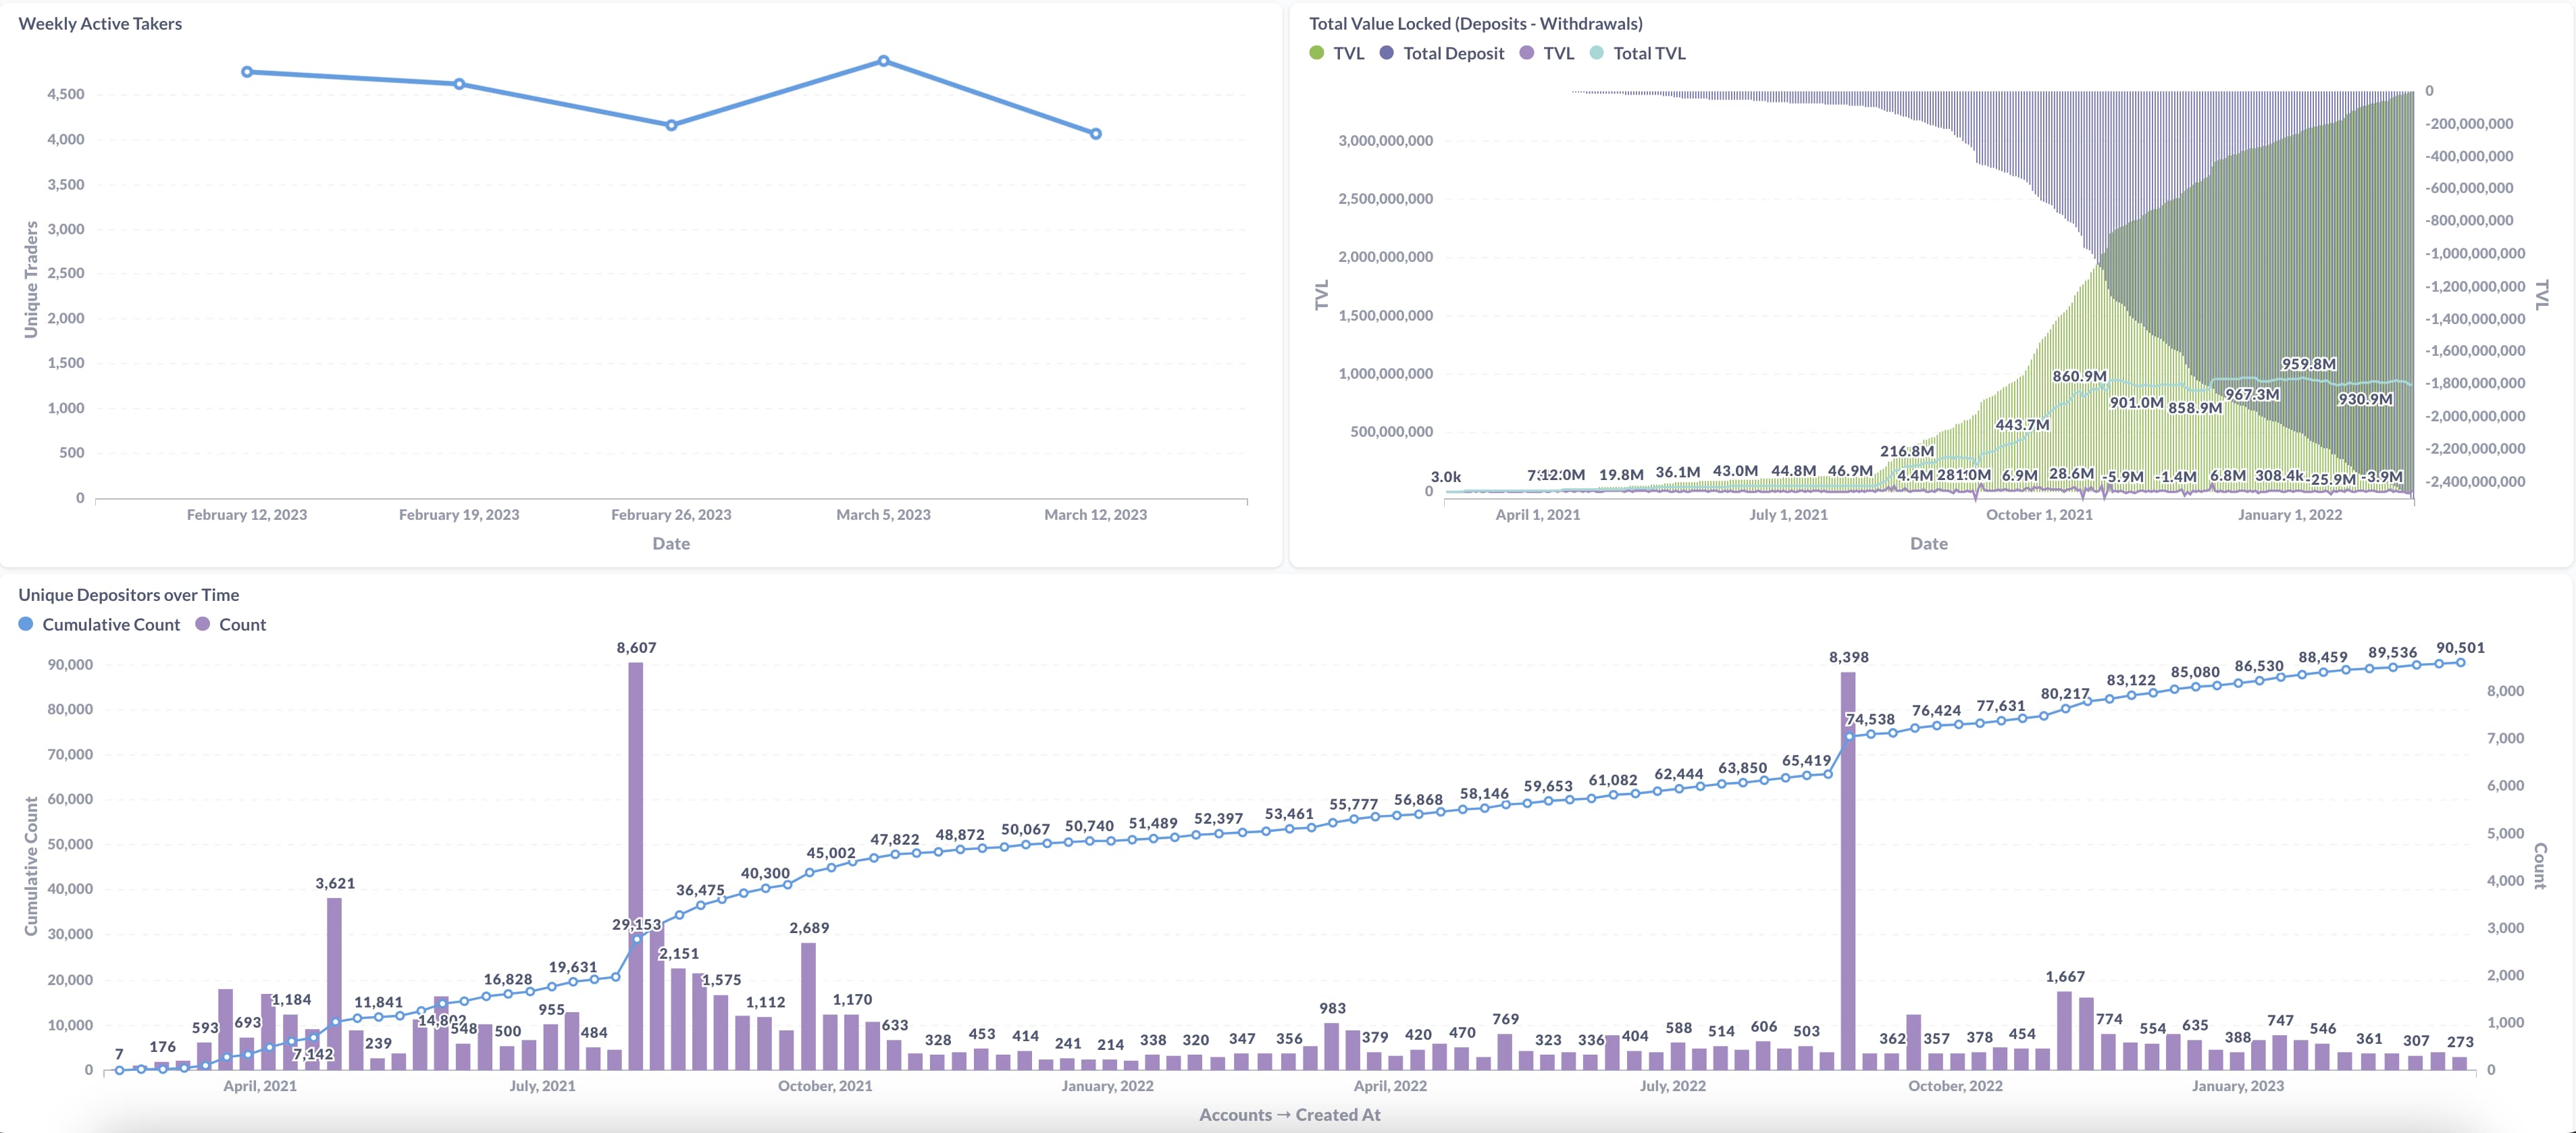 Weekly Active Takers
Unique Traders
4,500
4,000
3,500
3,000
2,500
2,000
1,500
1,000
500
0
February 12, 2023 February 19, 2023 February 26, 2023 March 5, 2023 March 12, 2023
Date
Total Value Locked (Deposits - Withdrawals)
TVL Total Deposit TVL Total TVL
TVL
3,000,000,000
2,500,000,000
2,000,000,000
1,500,000,000
1,000,000,000
500,000,000
0
959.8M
860.9M
967.3M
901.0M 858.9M 930.9M
443.7M
216.8M
3.0k 12.0M 19.8M 36.1M 43.0M 44.8M 46.9M 4.4M 6.9M 28.6M -5.9M -1.4M 6.8M 308.4k -25.9M -3.9M
0
-200,000,000
-400,000,000
-600,000,000
-800,000,000
-1,000,000,000
-1,200,000,000
-1,400,000,000
-1,600,000,000
-1,800,000,000
-2,000,000,000
-2,200,000,000
-2,400,000,000
TVL
April 1, 2021 July 1, 2021 October 1, 2021 January 1, 2022
Date
Unique Depositors over Time
Cumulative Count Count
Cumulative Count
90,000
80,000
70,000
60,000
50,000
40,000
30,000
20,000
10,000
0
7,142 11,841 14,802 16,828 19,631 29,153 36,475 40,300 45,002 47,822 48,872 50,067 50,740 51,489 52,397 53,461 55,777 56,868 58,146 59,653 61,082 62,444 63,850 65,419 74,538 76,424 77,631 80,217 83,122 85,080 86,530 88,459 89,536 90,501
7 176 593 693 1,184 3,621 239 548 500 955 484 8,607 2,151 1,575 1,112 2,689 1,170 633 328 453 414 241 214 338 320 347 356 983 379 420 470 769 323 336 404 588 514 606 503 8,398 362 357 378 454 1,667 774 554 635 388 747 546 361 307 273
8,000
7,000
6,000
5,000
4,000
3,000
2,000
1,000
0
Count
April, 2021 July, 2021 October, 2021 January, 2022 April, 2022 July, 2022 October, 2022 January, 2023
Accounts → Created At